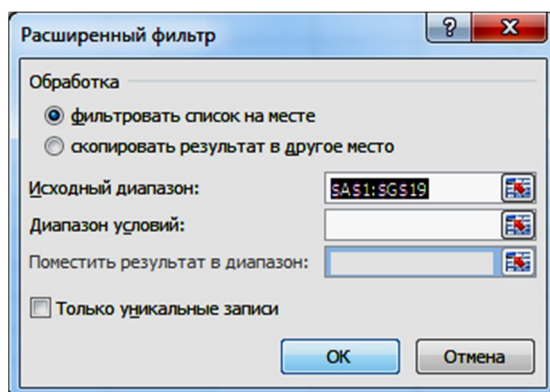 Расширенный фильтр
Обработка
фильтровать список на месте
скопировать результат в другое место
Исходный диапазон: $A$1:$G$19
Диапазон условий:
Поместить результат в диапазон:
Только уникальные записи
ОК Отмена